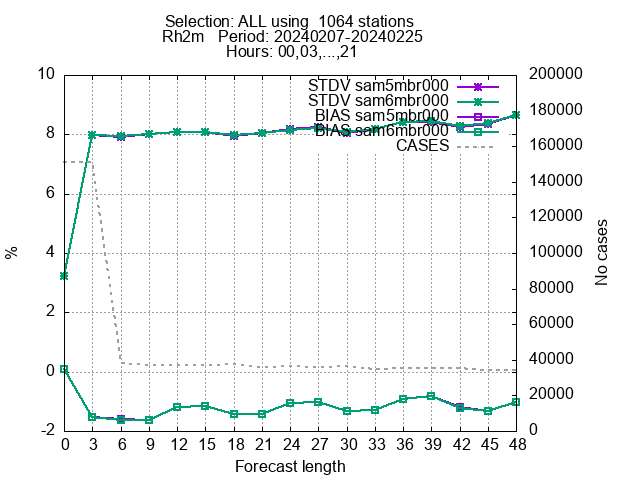 Selection: ALL using  1064 stations
Rh2m   Period: 20240207-20240225
Hours: 00,03,...,21
STDV sam5mbr000
STDV sam6mbr000
BIAS sam5mbr000
BIAS sam6mbr000
CASES
10
8
6
4
2
0
-2
%
200000
180000
160000
140000
120000
100000
80000
60000
40000
20000
0
No cases
0 3 6 9 12 15 18 21 24 27 30 33 36 39 42 45 48
Forecast length